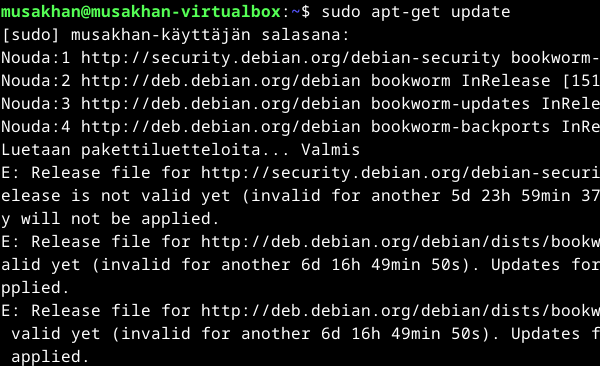 musakhan@musakhan-virtualbox:~$ sudo apt-get update
[sudo] musakhan-käyttäjän salasana:
Nouda:1 http://security.debian.org/debian-security bookworm-
Nouda:2 http://deb.debian.org/debian bookworm InRelease [151
Nouda:3 http://deb.debian.org/debian bookworm-updates InRele
Nouda:4 http://deb.debian.org/debian bookworm-backports InRe
Luetaan pakettiluetteloita... Valmis
E: Release file for http://security.debian.org/debian-securi
elease is not valid yet (invalid for another 5d 23h 59min 37
y will not be applied.
E: Release file for http://deb.debian.org/debian/dists/bookw
alid yet (invalid for another 6d 16h 49min 50s). Updates for
pplied.
E: Release file for http://deb.debian.org/debian/dists/bookw
 valid yet (invalid for another 6d 16h 49min 50s). Updates f
 applied.